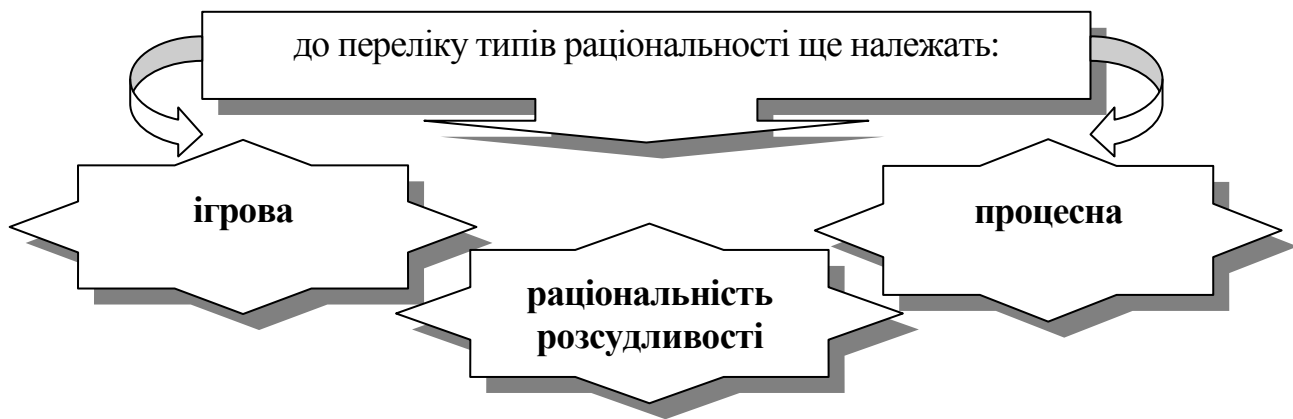 до переліку типів раціональності ще належать:
ігрова
процесна
раціональність
розсудливості